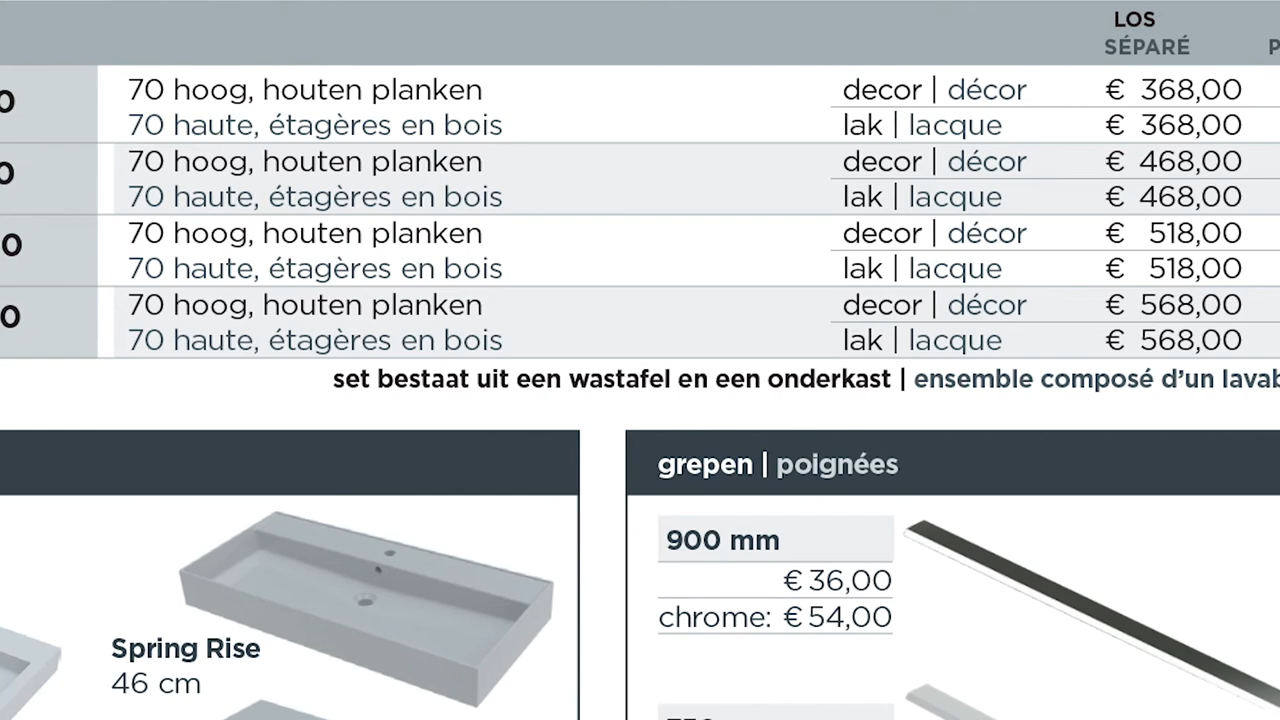 LOS
SÉPARÉ
70 hoog, houten planken decor | décor € 368,00
70 haute, étagères en bois lak | lacque € 368,00
70 hoog, houten planken decor | décor € 468,00
70 haute, étagères en bois lak | lacque € 468,00
70 hoog, houten planken decor | décor € 518,00
70 haute, étagères en bois lak | lacque € 518,00
70 hoog, houten planken decor | décor € 568,00
70 haute, étagères en bois lak | lacque € 568,00
set bestaat uit een wastafel en een onderkast | ensemble composé d’un
grepen | poignées
900 mm
€ 36,00
chrome: € 54,00
Spring Rise
46 cm